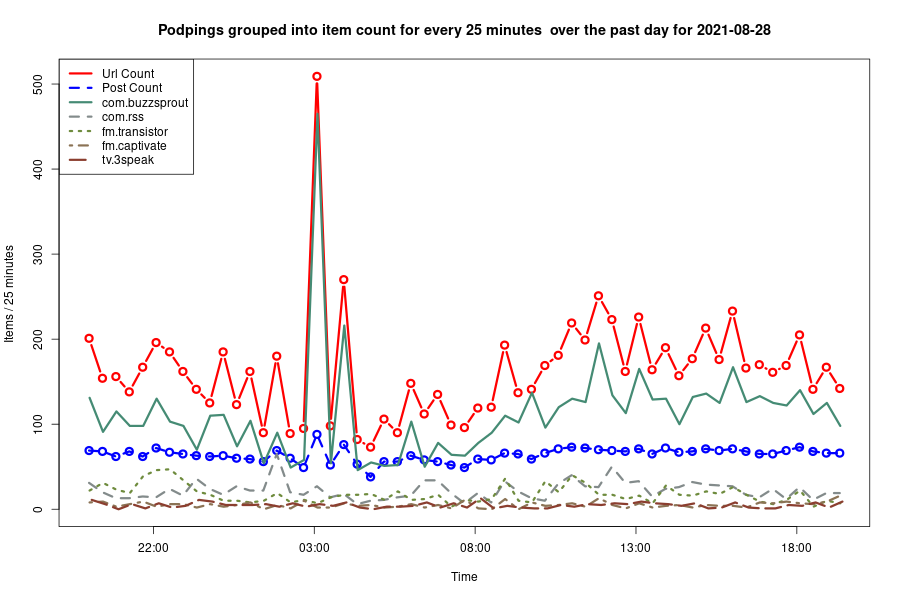 Podpings grouped into item count for every 25 minutes  over the past day for 2021-08-28
Url Count
Post Count
com.buzzsprout
com.rss
fm.transistor
fm.captivate
tv.3speak
Items / 25 minutes
500
400
300
200
100
0
22:00
03:00
08:00
13:00
18:00
Time